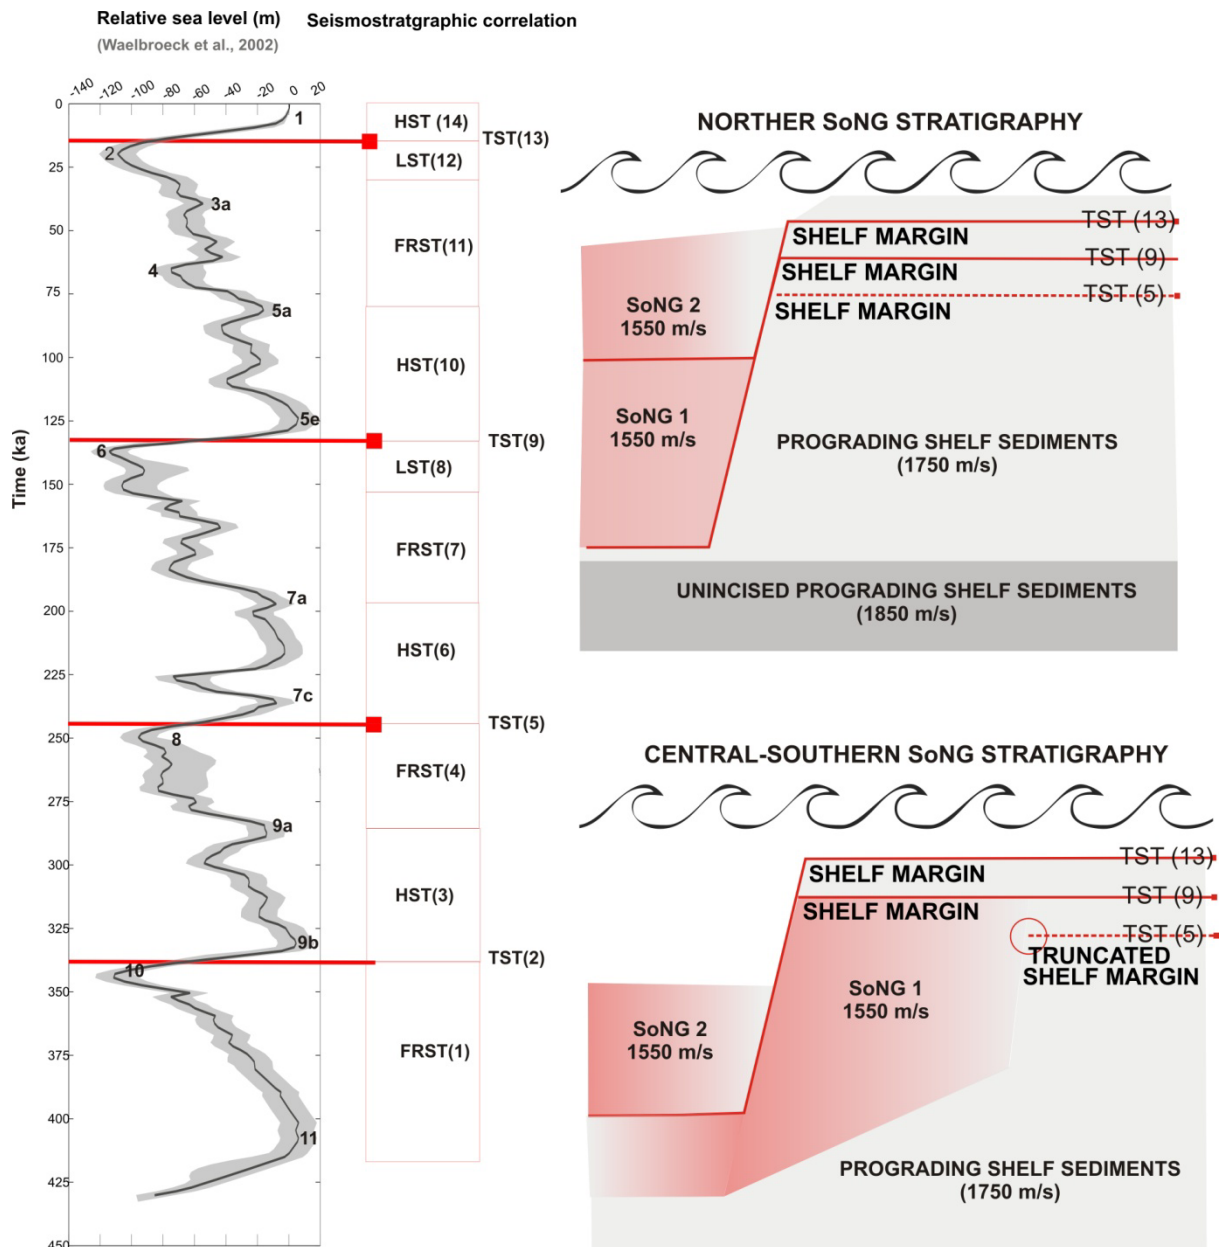 Relative sea level (m)
(Waelbroeck et al., 2002)
Seismostratgraphic correlation
-140
-120
-100
-80
-60
-40
-20
0
20
Time (ka)
0
25
50
75
100
125
150
175
200
225
250
275
300
325
350
375
400
425
450
1
2
3a
4
5a
5e
6
7a
7c
8
9a
9b
10
11
HST (14)
TST(13)
LST(12)
FRST(11)
HST(10)
TST(9)
LST(8)
FRST(7)
HST(6)
TST(5)
FRST(4)
HST(3)
TST(2)
FRST(1)
NORTHER SoNG STRATIGRAPHY
TST (13)
SHELF MARGIN
TST (9)
SHELF MARGIN
TST (5)
SHELF MARGIN
SoNG 2
1550 m/s
SoNG 1
1550 m/s
PROGRADING SHELF SEDIMENTS
(1750 m/s)
UNINCISED PROGRADING SHELF SEDIMENTS
(1850 m/s)
CENTRAL-SOUTHERN SoNG STRATIGRAPHY
TST (13)
SHELF MARGIN
TST (9)
SHELF MARGIN
TST (5)
TRUNCATED
SHELF MARGIN
SoNG 1
1550 m/s
SoNG 2
1550 m/s
PROGRADING SHELF SEDIMENTS
(1750 m/s)